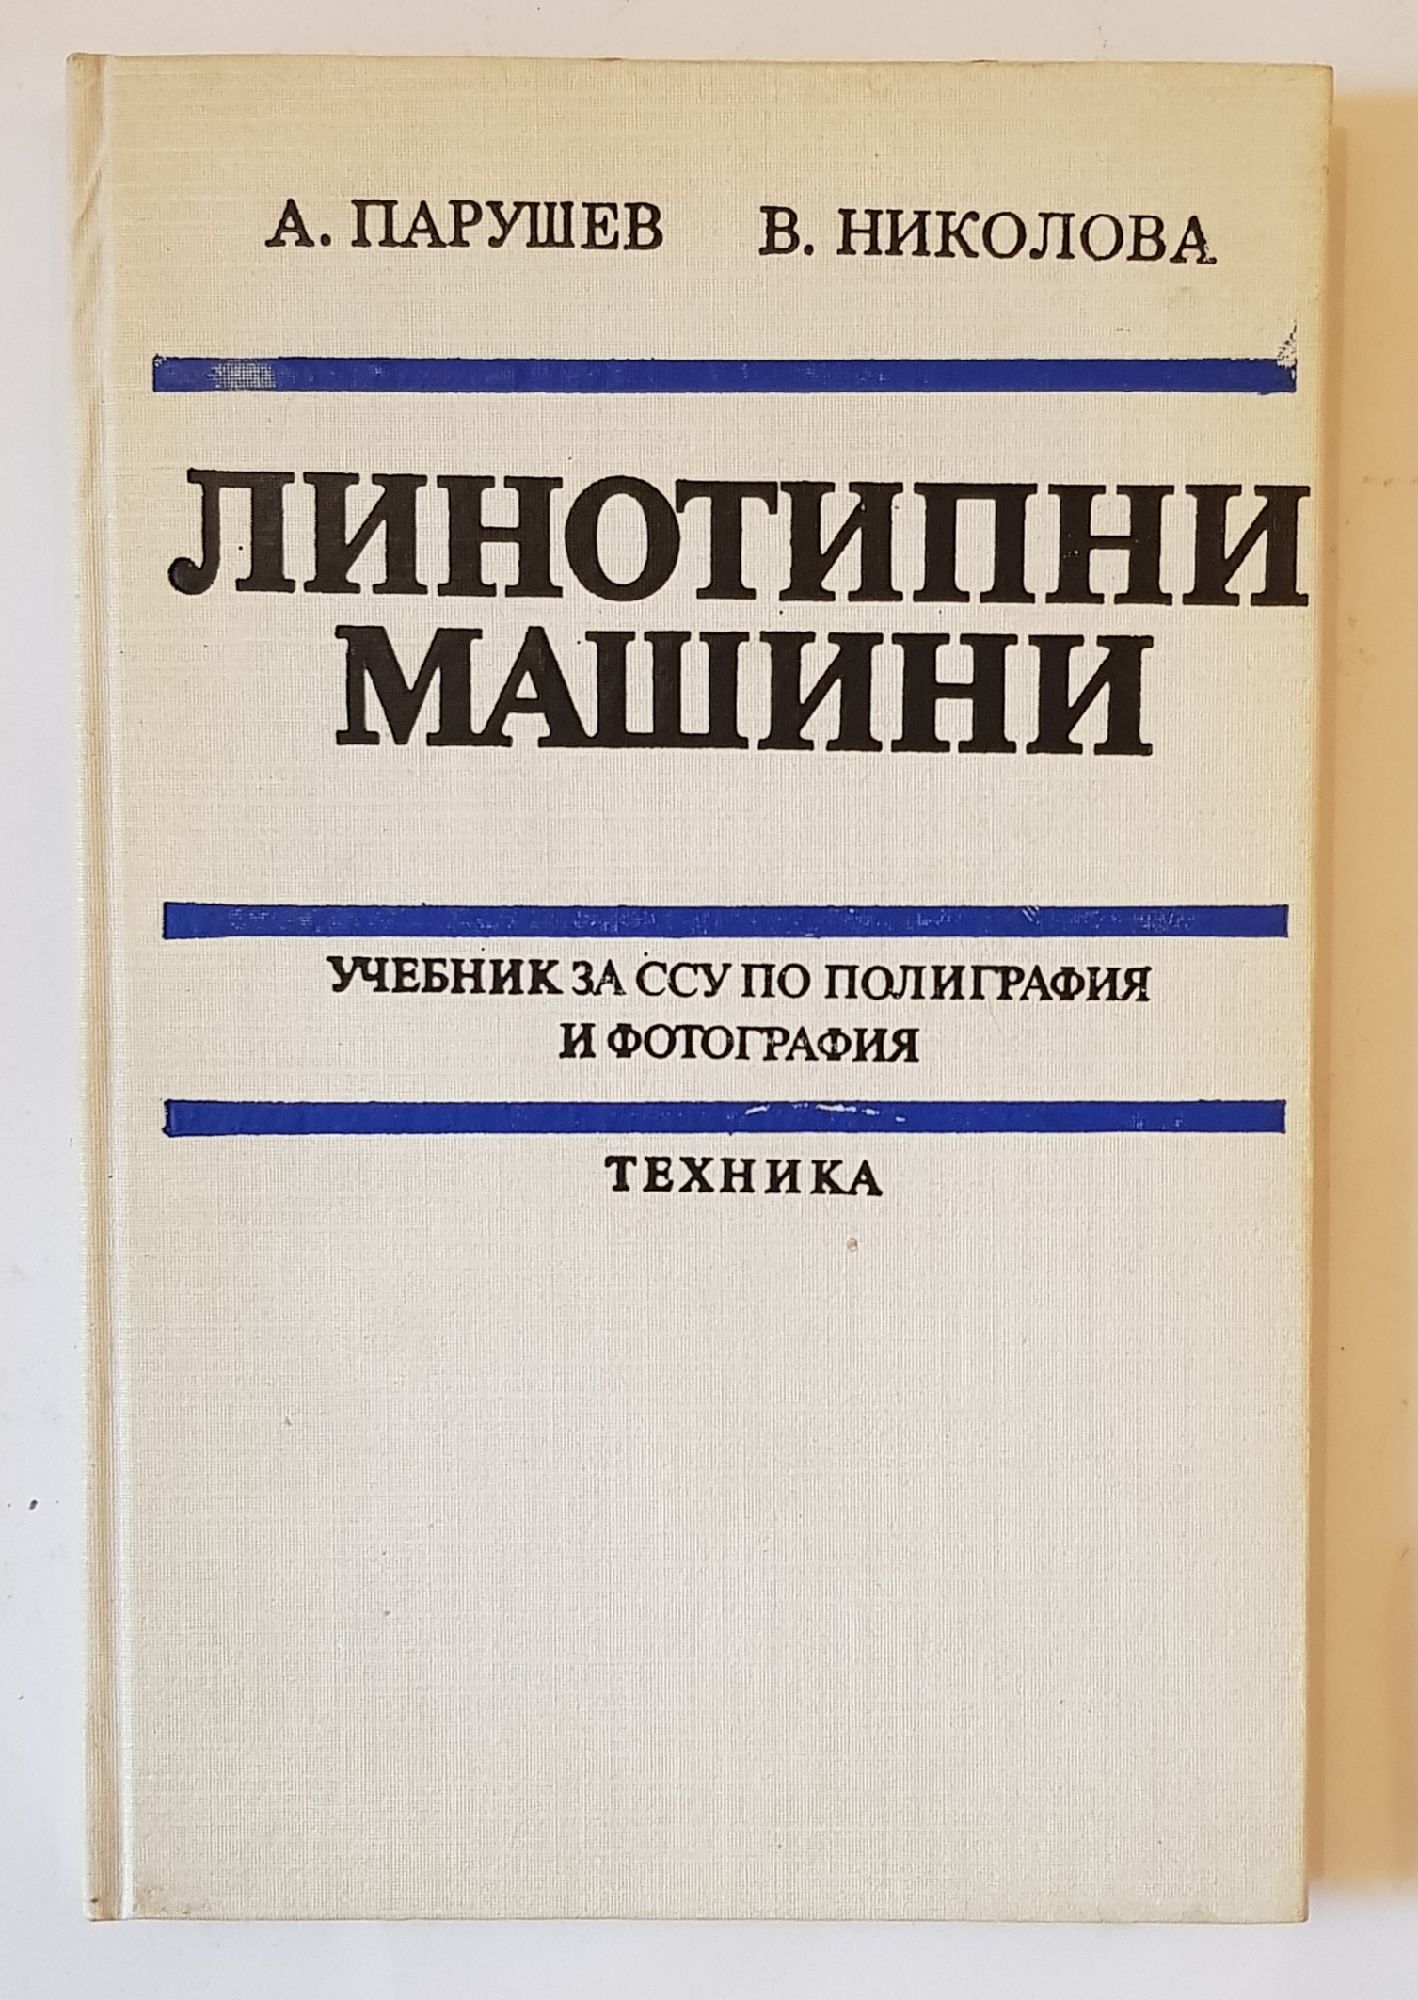 А. ПАРУШЕВ В. НИКОЛОВА
ЛИНОТИПНИ
МАШИНИ
УЧЕБНИК ЗА ССУ ПО ПОЛИГРАФИЯ
И ФОТОГРАФИЯ
ТЕХНИКА